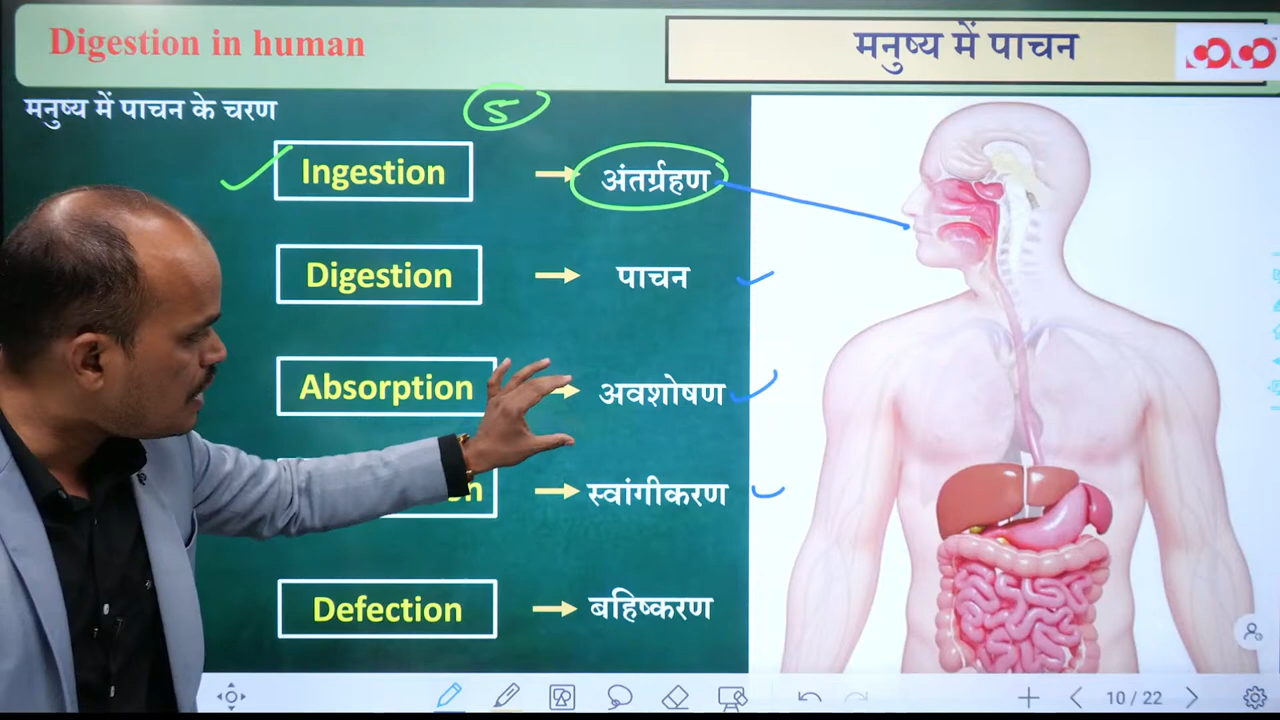 Digestion in human
मनुष्य में पाचन
मनुष्य में पाचन के चरण
5
Ingestion → अंतर्ग्रहण
Digestion → पाचन
Absorption → अवशोषण
n → स्वांगीकरण
Defection → बहिष्करण
10 / 22